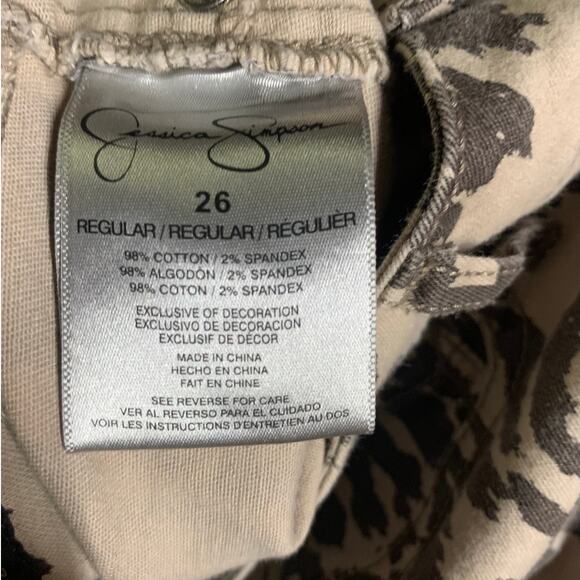 Jessica Simpson
26
REGULAR / REGULAR / RÉGULIÈR
98% COTTON / 2% SPANDEX
98% ALGODÓN / 2% SPANDEX
98% COTON / 2% SPANDEX
EXCLUSIVE OF DECORATION
EXCLUSIVO DE DECORACION
EXCLUSIF DE DÉCOR
MADE IN CHINA
HECHO EN CHINA
FAIT EN CHINE
SEE REVERSE FOR CARE
VER AL REVERSO PARA EL CUIDADO
VOIR LES INSTRUCTIONS D'ENTRETIEN AU DOS